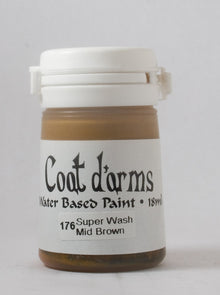 Coat d'arms
Water Based Paint • 18ml
176 Super Wash
Mid Brown